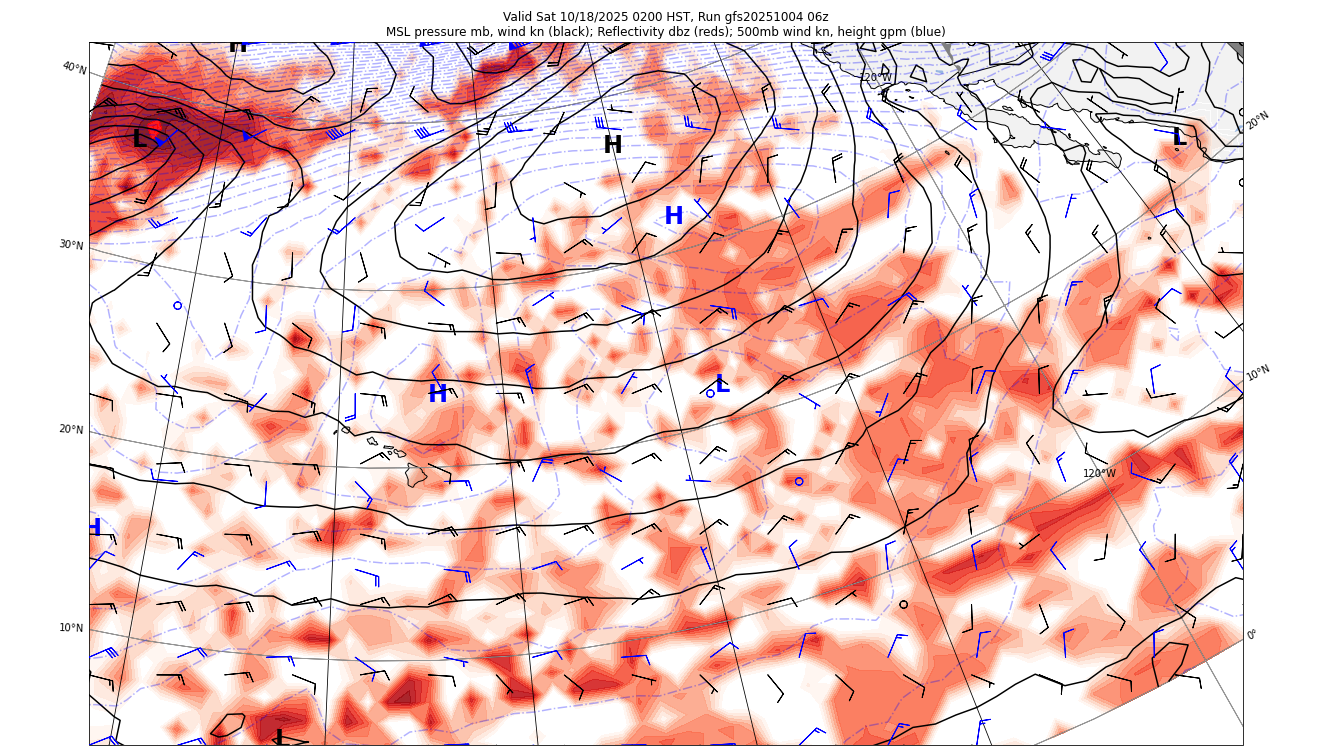 Valid Sat 10/18/2025 0200 HST, Run gfs20251004 06z
MSL pressure mb, wind kn (black); Reflectivity dbz (reds); 500mb wind kn, height gpm (blue)
H
40°N
120°W
20°N
L
H
L
H
30°N
10°N
H
L
20°N
120°W
H
10°N
0°
L